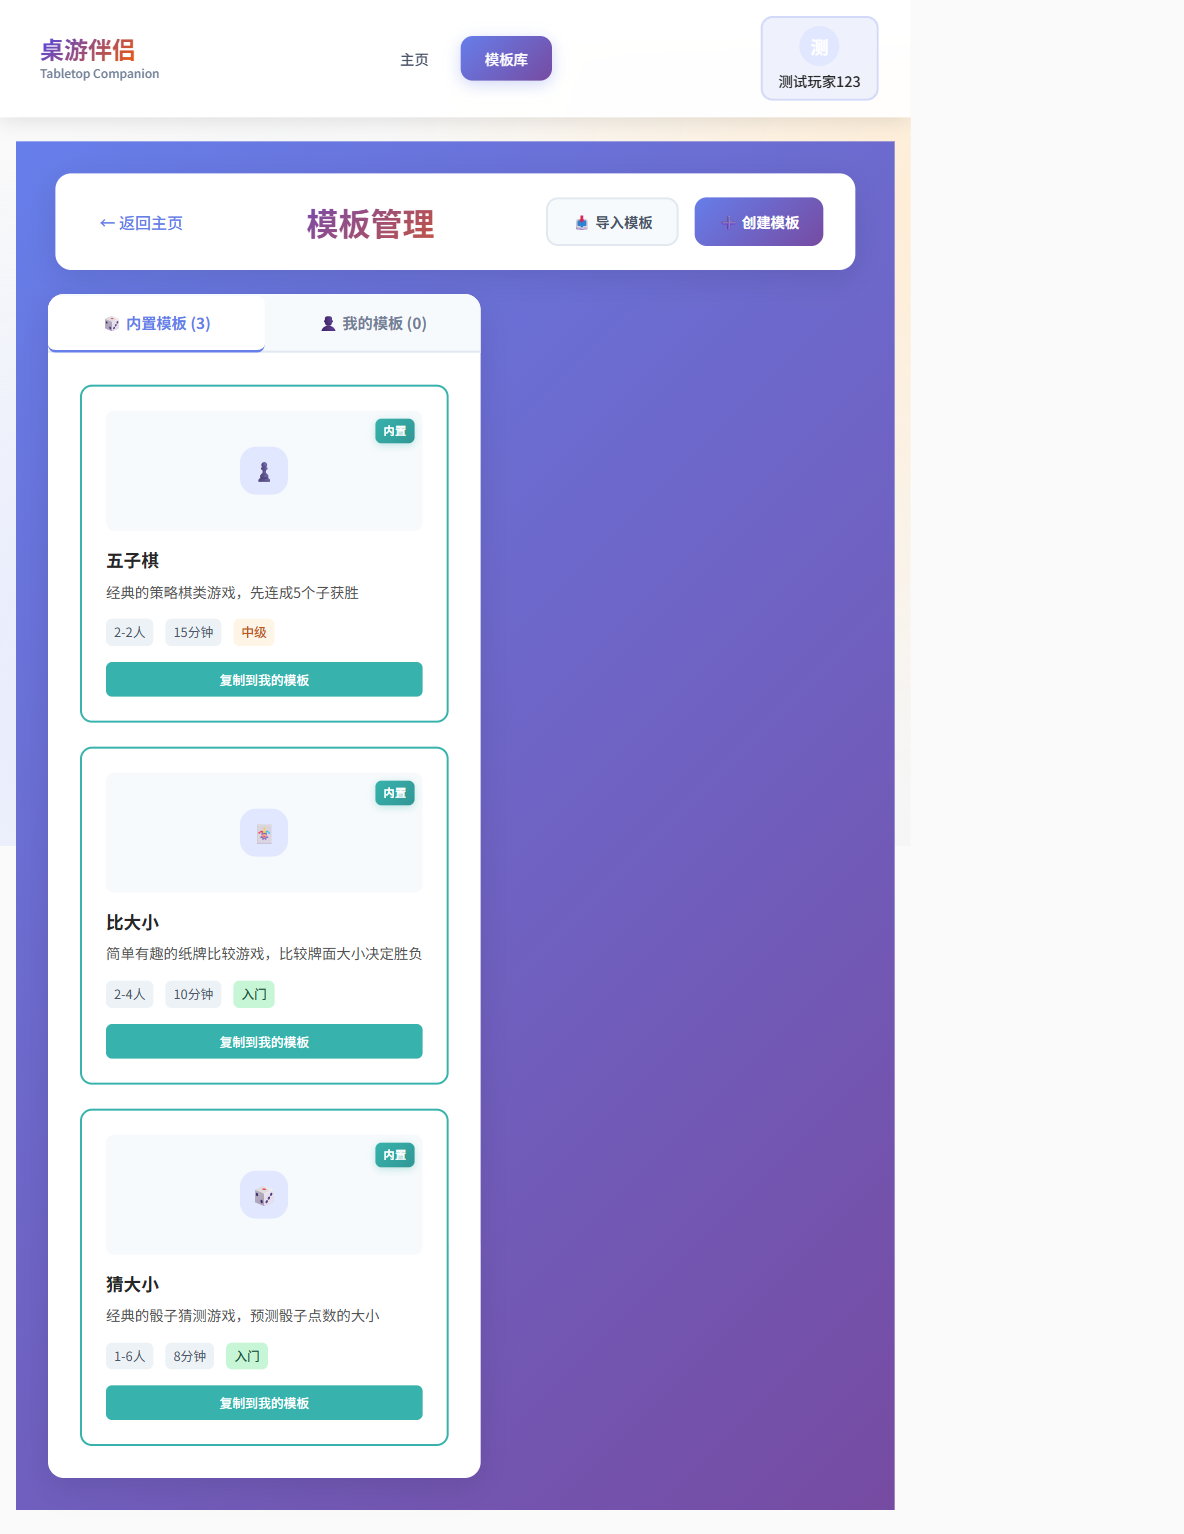 桌游伴侣
Tabletop Companion
主页
模板库
测
测试玩家123
← 返回主页
模板管理
导入模板
创建模板
内置模板 (3)
我的模板 (0)
内置
五子棋
经典的策略棋类游戏，先连成5个子获胜
2-2人 15分钟 中级
复制到我的模板
内置
比大小
简单有趣的纸牌比较游戏，比较牌面大小决定胜负
2-4人 10分钟 入门
复制到我的模板
内置
猜大小
经典的骰子猜测游戏，预测骰子点数的大小
1-6人 8分钟 入门
复制到我的模板